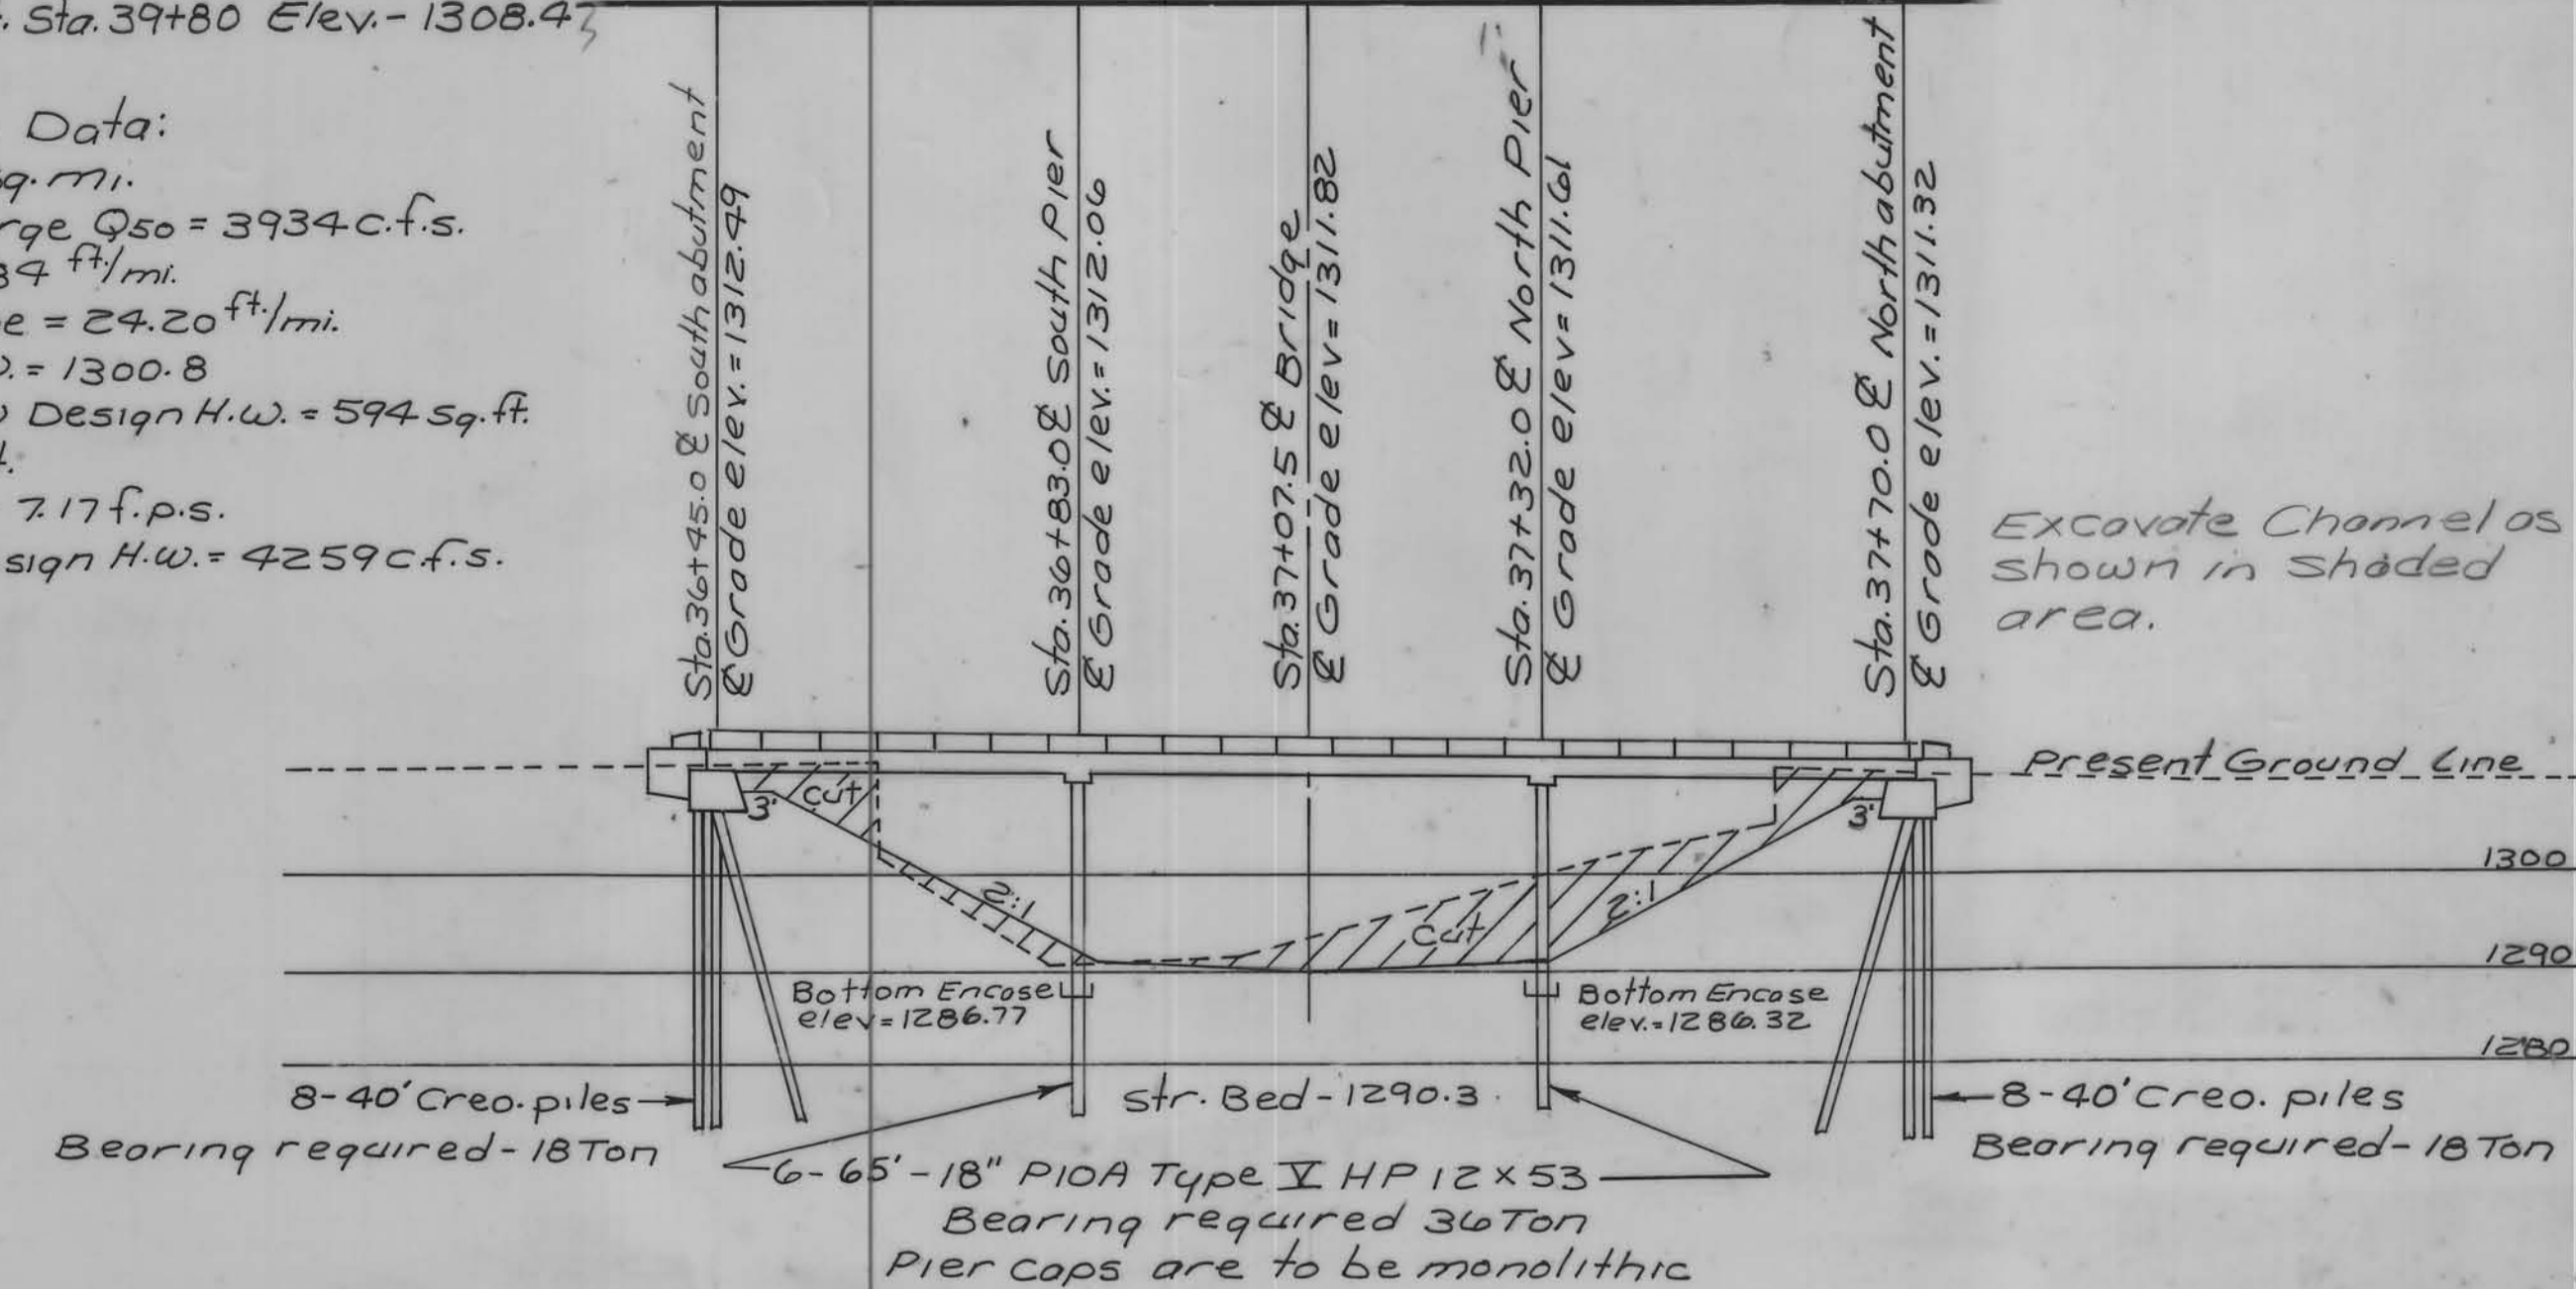 . Sta. 39+80 Elev.- 1308.43
Data:
q. mi.
rge Q50 = 3934 c.f.s.
34 ft./mi.
e = 24.20 ft./mi.
. = 1300.8
Design H.W. = 594 sq. ft.
t.
7.17 f.p.s.
sign H.W. = 4259 c.f.s.
Sta. 36+45.0 ℄ South abutment
℄ Grade elev. = 1312.49
Sta. 36+83.0 ℄ South Pier
℄ Grade elev. = 1312.06
Sta. 37+07.5 ℄ Bridge
℄ Grade elev = 1311.82
Sta. 37+32.0 ℄ North Pier
℄ Grade elev = 1311.61
Sta. 37+70.0 ℄ North abutment
℄ Grade elev. = 1311.32
Excavate Channel as
shown in shaded
area.
Present Ground Line
3'
cut
3'
1300
2:1
2:1
cut
1290
Bottom Encase
elev = 1286.77
Bottom Encase
elev. = 1286.32
1280
8-40' Creo. piles
Bearing required - 18 Ton
str. Bed - 1290.3
8-40' Creo. piles
Bearing required - 18 Ton
6-65'-18" P10A Type V HP 12x53
Bearing required 36 Ton
Pier caps are to be monolithic